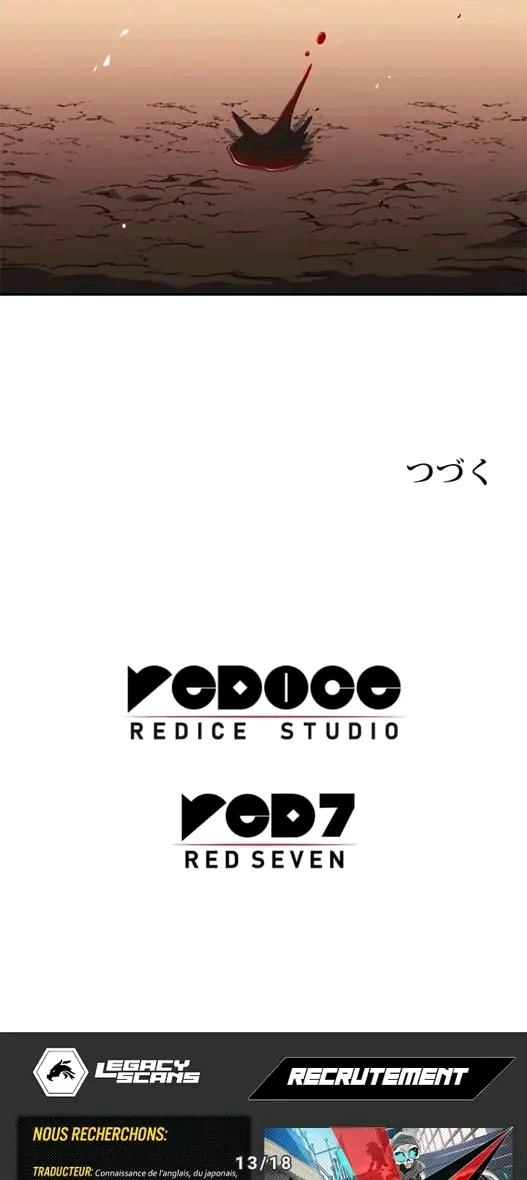 つづく
redice
REDICE STUDIO
red7
RED SEVEN
LEGACY
SCANS
RECRUTEMENT
NOUS RECHERCHONS:
TRADUCTEUR: Connaissance de l'anglais, du japonais,
13/18